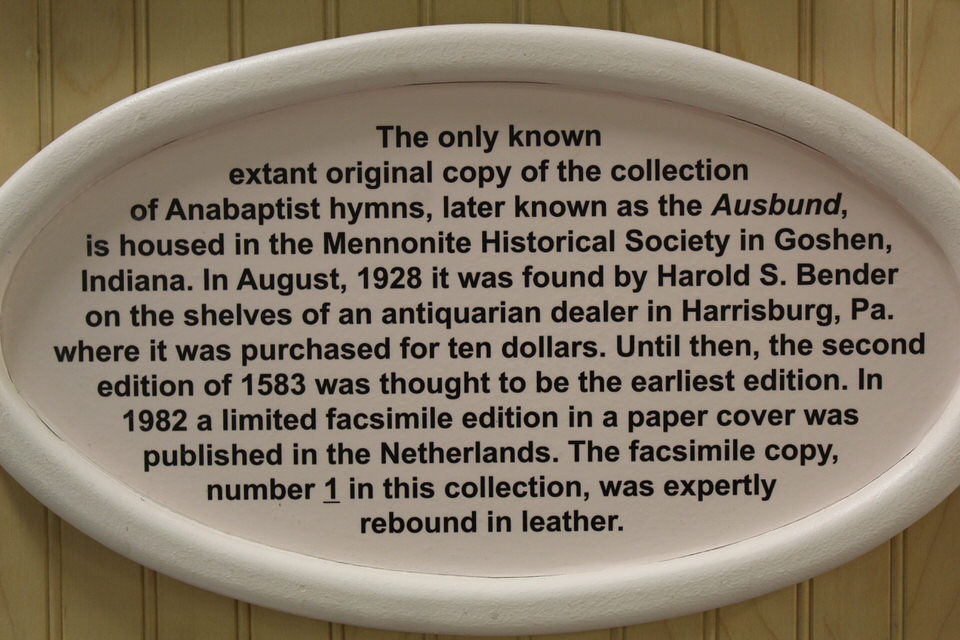 The only known
extant original copy of the collection
of Anabaptist hymns, later known as the Ausbund,
is housed in the Mennonite Historical Society in Goshen,
Indiana. In August, 1928 it was found by Harold S. Bender
on the shelves of an antiquarian dealer in Harrisburg, Pa.
where it was purchased for ten dollars. Until then, the second
edition of 1583 was thought to be the earliest edition. In
1982 a limited facsimile edition in a paper cover was
published in the Netherlands. The facsimile copy,
number 1 in this collection, was expertly
rebound in leather.